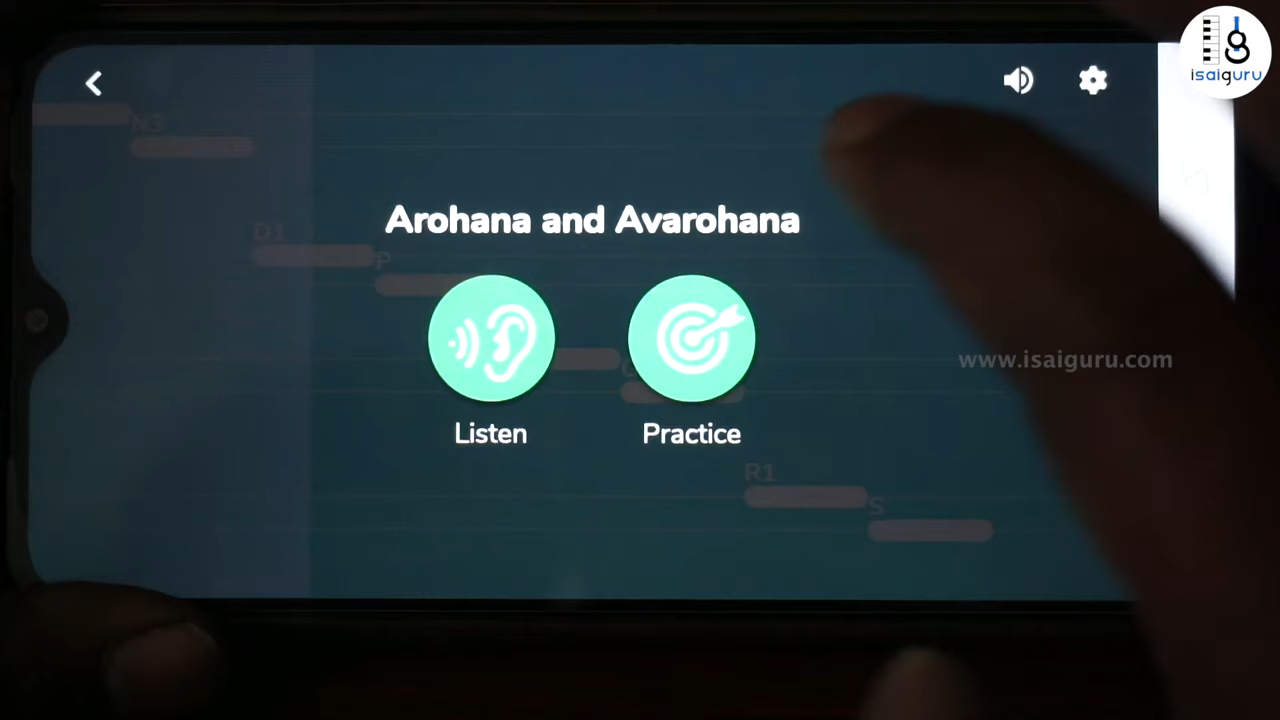 isaiguru
N3
Arohana and Avarohana
D1
P
www.isaiguru.com
Listen
Practice
R1
S